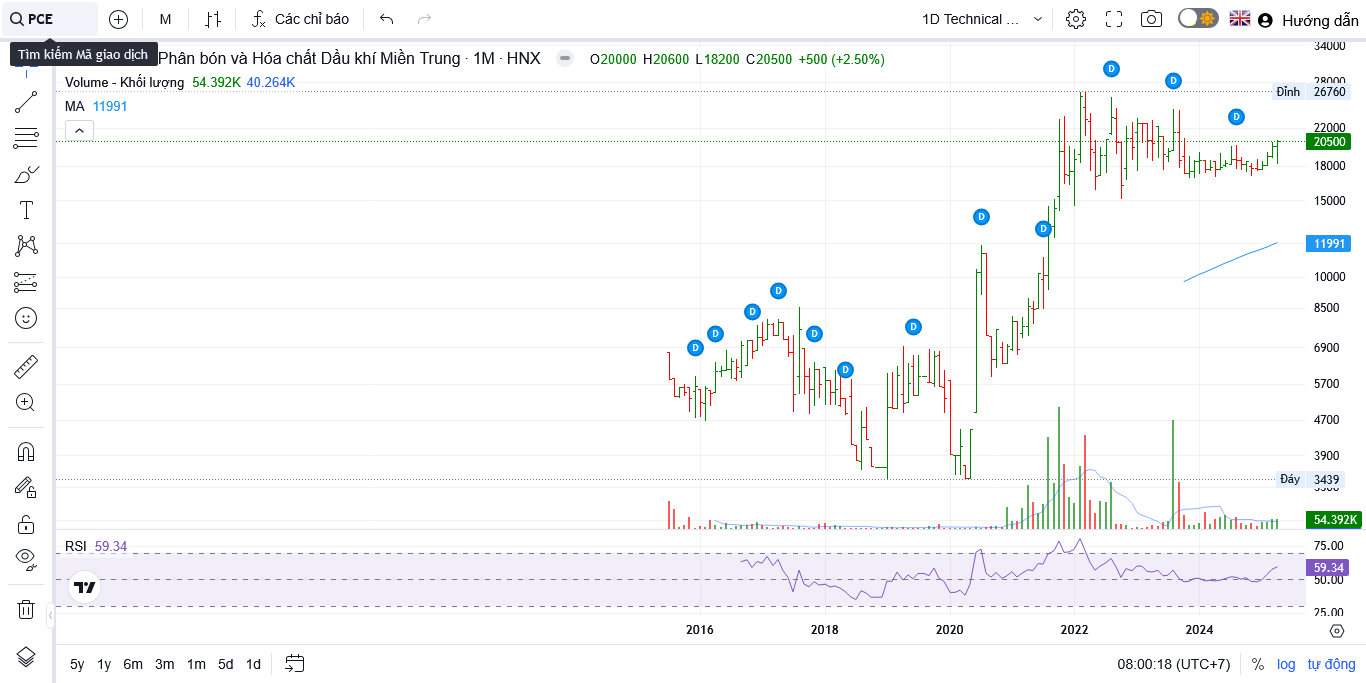 PCE
M
Các chỉ báo
1D Technical ...
Hướng dẫn
Tìm kiếm Mã giao dịch
Phân bón và Hóa chất Dầu khí Miền Trung · 1M · HNX
O20000 H20600 L18200 C20500 +500 (+2.50%)
Volume - Khối lượng 54.392K 40.264K
MA 11991
34000
28000
Đỉnh 26760
22000
20500
18000
15000
11991
10000
8500
6900
5700
4700
3900
Đáy 3439
3300
54.392K
D
D
D
D
D
D
D
D
D
D
D
D
D
RSI 59.34
75.00
59.34
50.00
25.00
2016 2018 2020 2022 2024
5y 1y 6m 3m 1m 5d 1d
08:00:18 (UTC+7)
% log tự động